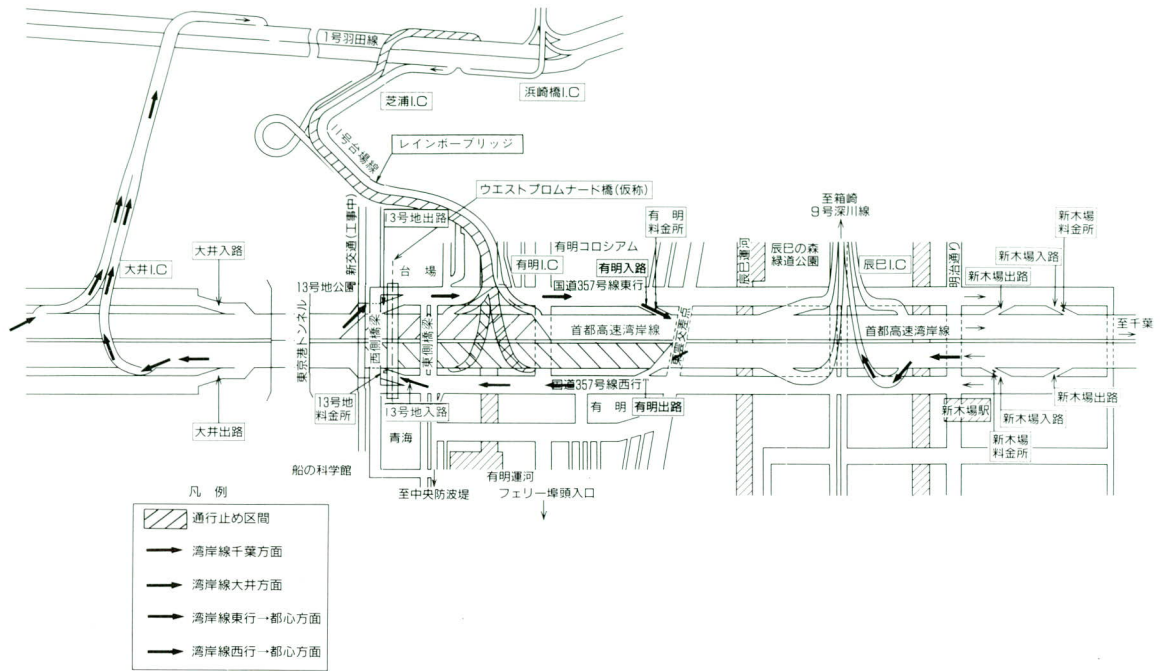 1号羽田線
浜崎橋I.C
芝浦I.C
11号台場線
レインボーブリッジ
ウエストプロムナード橋(仮称)
至箱崎
9号深川線
新交通(工事中)
13号地出路
有明
料金所
有明コロシアム
辰巳運河
辰巳の森
緑道公園
明治通り
新木場
料金所
大井入路
新木場入路
新木場出路
大井I.C
台場
有明I.C
有明入路
辰巳I.C
13号地公園
国道357号線東行
東京港トンネル
西側橋梁
東側橋梁
首都高速湾岸線
東雲交差点
首都高速湾岸線
至千葉
国道357号線西行
13号地
料金所
13号地入路
有明
有明出路
新木場駅
新木場出路
新木場入路
新木場
料金所
大井出路
青海
船の科学館
有明運河
至中央防波堤
フェリー埠頭入口
凡例
通行止め区間
湾岸線千葉方面
湾岸線大井方面
湾岸線東行→都心方面
湾岸線西行→都心方面